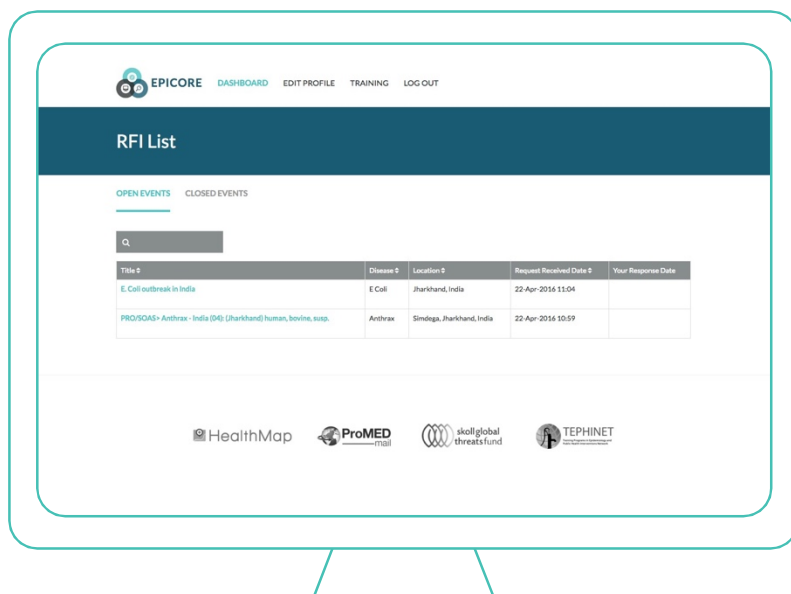 EPICORE DASHBOARD EDIT PROFILE TRAINING LOG OUT
RFI List
OPEN EVENTS CLOSED EVENTS
Title Disease Location Request Received Date Your Response Date
E. Coli outbreak in India E Coli Jharkhand, India 22-Apr-2016 11:04
PRO/SOAS> Anthrax - India (04): (Jharkhand) human, bovine, susp. Anthrax Simdega, Jharkhand, India 22-Apr-2016 10:59
HealthMap ProMED mail skollglobal threatsfund TEPHINET